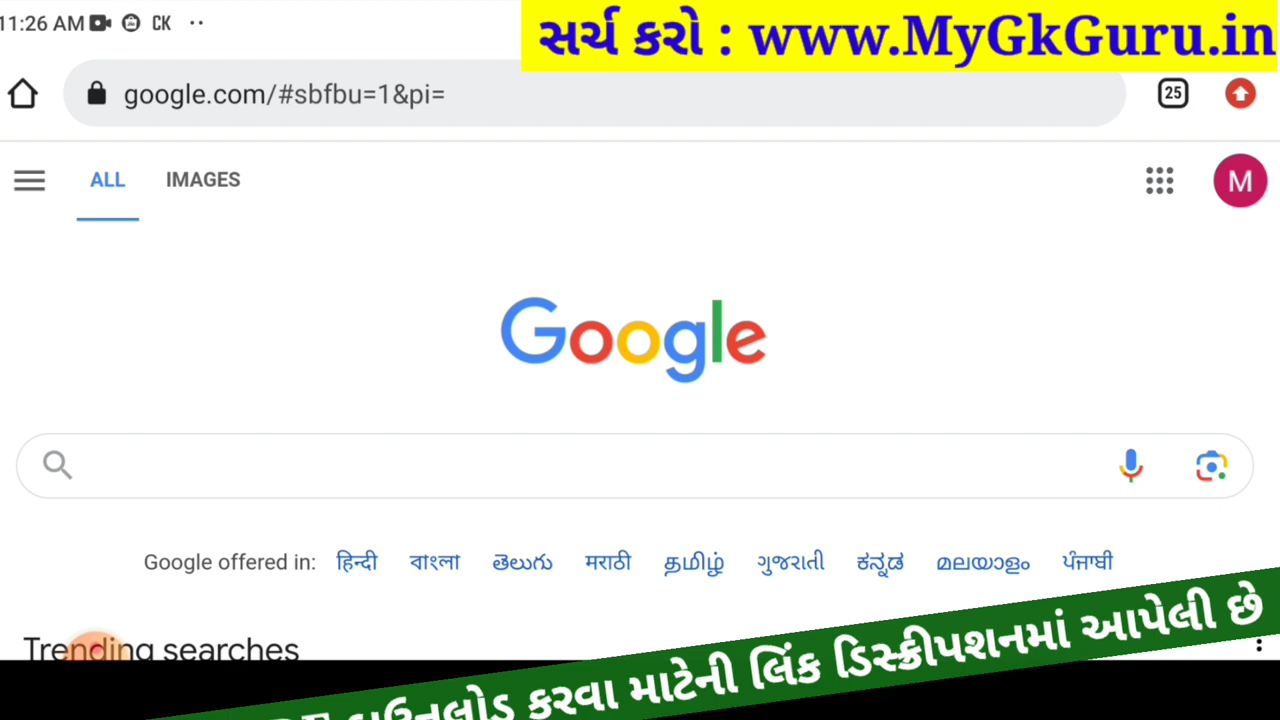 11:26 AM CK
સર્ચ કરો : www.MyGkGuru.in
google.com/#sbfbu=1&pi=
25
ALL IMAGES
M
Google
Google offered in: हिन्दी বাংলা తెలుగు मराठी தமிழ் ગુજરાતી ಕನ್ನಡ മലയാളം ਪੰਜਾਬੀ
Trending searches
ડાઉનલોડ કરવા માટેની લિંક ડિસ્ક્રીપશનમાં આપેલી છે